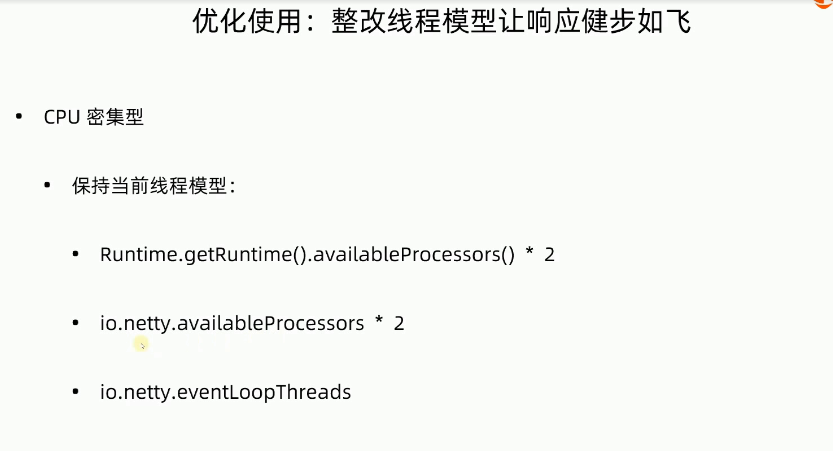 优化使用：整改线程模型让响应健步如飞
• CPU 密集型
• 保持当前线程模型：
• Runtime.getRuntime().availableProcessors() * 2
• io.netty.availableProcessors * 2
• io.netty.eventLoopThreads